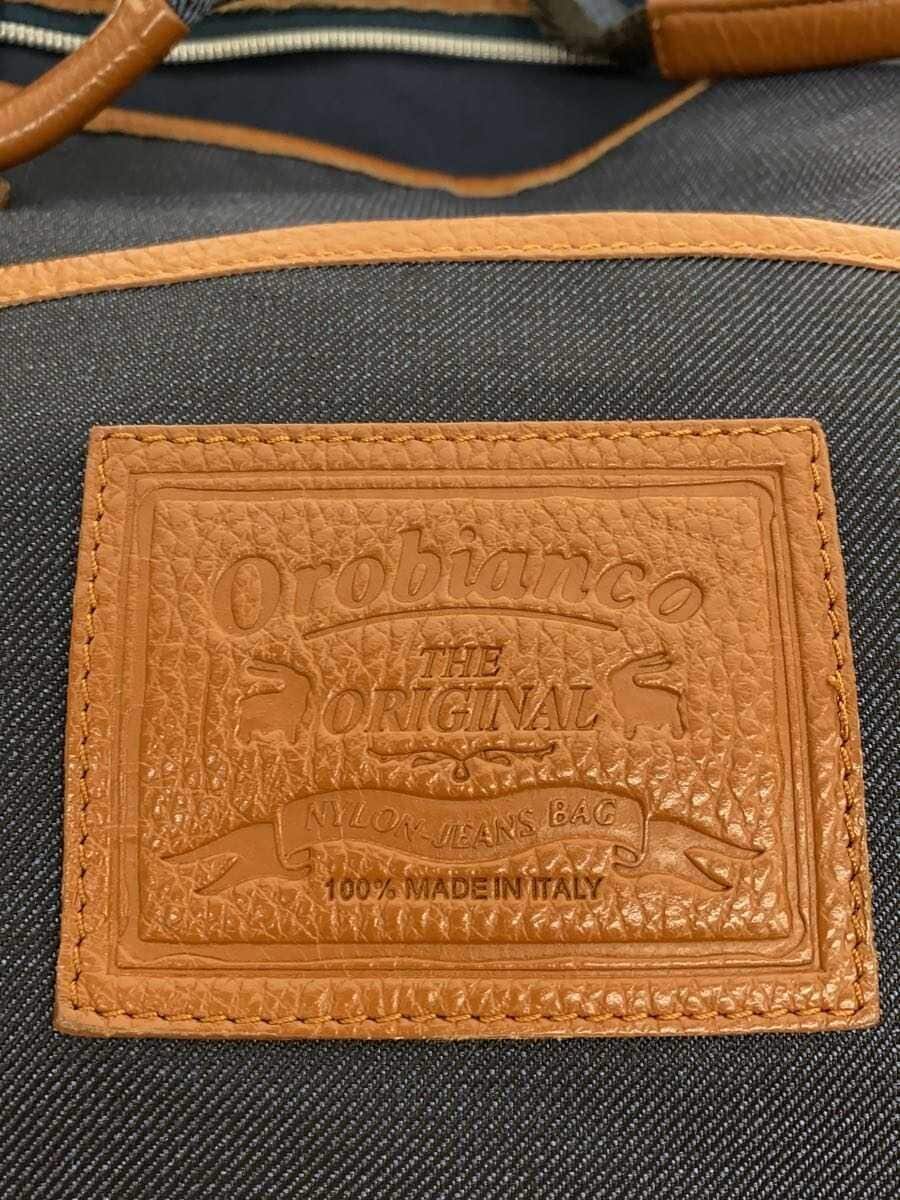 Orobianco
THE
ORIGINAL
NYLON-JEANS BAG
100% MADE IN ITALY